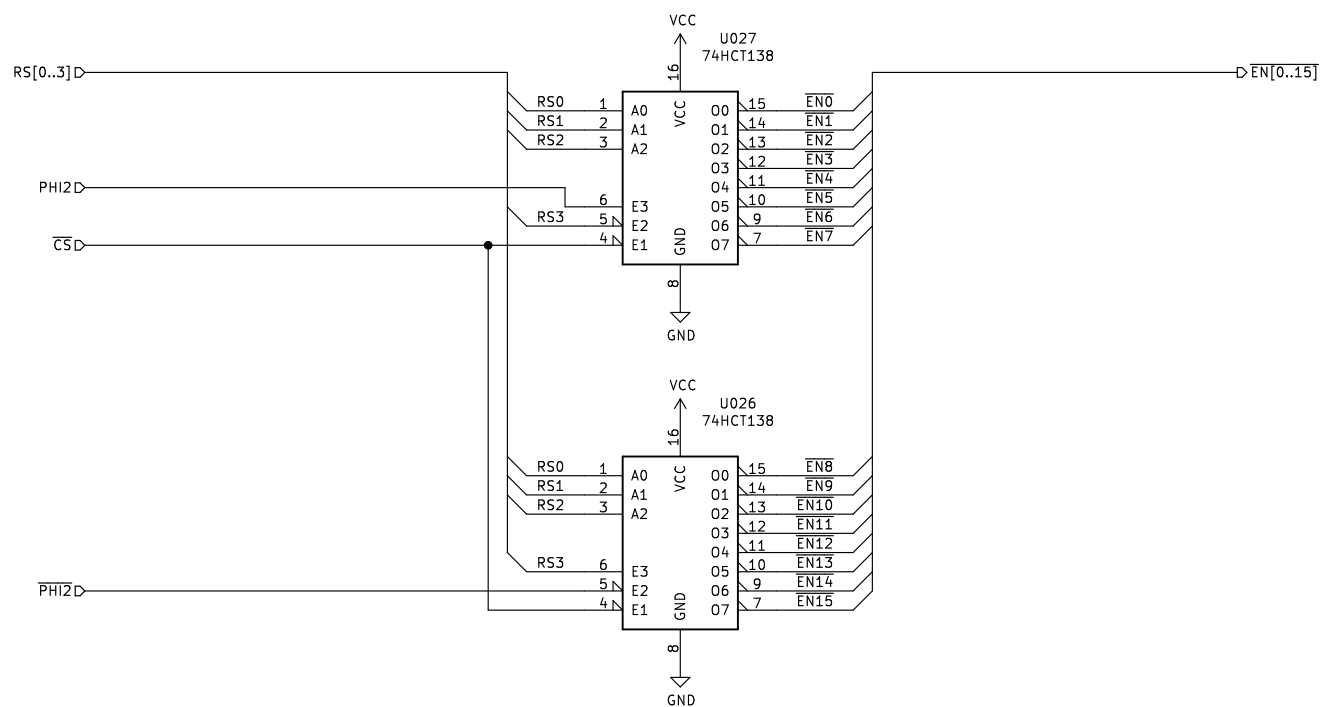 VCC
U027
74HCT138
RS[0..3]
EN[0..15]
16
RS0 1 A0 VCC O0 15 EN0
RS1 2 A1 O1 14 EN1
RS2 3 A2 O2 13 EN2
O3 12 EN3
PHI2 O4 11 EN4
6 E3 O5 10 EN5
RS3 5 E2 O6 9 EN6
CS 4 E1 GND O7 7 EN7
8
GND
VCC
U026
74HCT138
16
RS0 1 A0 VCC O0 15 EN8
RS1 2 A1 O1 14 EN9
RS2 3 A2 O2 13 EN10
O3 12 EN11
O4 11 EN12
RS3 6 E3 O5 10 EN13
PHI2 5 E2 O6 9 EN14
4 E1 GND O7 7 EN15
8
GND